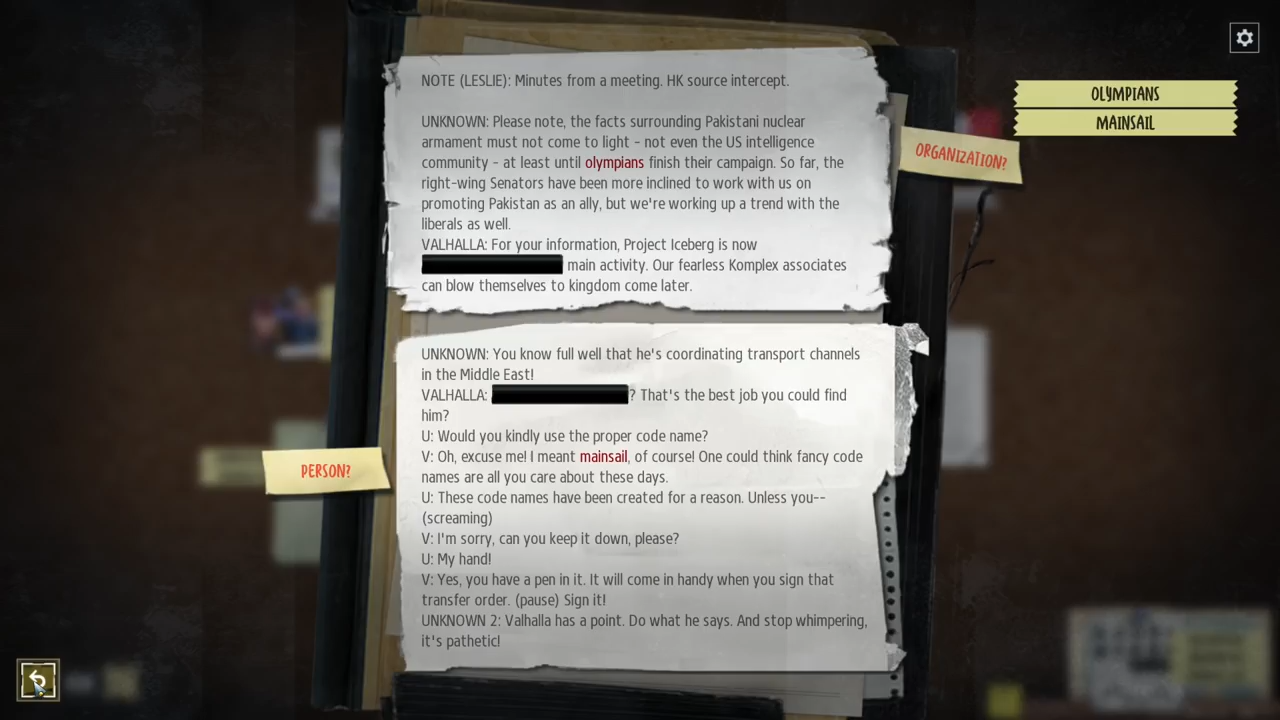 NOTE (LESLIE): Minutes from a meeting. HK source intercept.
UNKNOWN: Please note, the facts surrounding Pakistani nuclear
armament must not come to light - not even the US intelligence
community - at least until olympians finish their campaign. So far, the
right-wing Senators have been more inclined to work with us on
promoting Pakistan as an ally, but we're working up a trend with the
liberals as well.
VALHALLA: For your information, Project Iceberg is now
main activity. Our fearless Komplex associates
can blow themselves to kingdom come later.
UNKNOWN: You know full well that he's coordinating transport channels
in the Middle East!
VALHALLA: ? That's the best job you could find
him?
U: Would you kindly use the proper code name?
V: Oh, excuse me! I meant mainsail, of course! One could think fancy code
names are all you care about these days.
U: These code names have been created for a reason. Unless you--
(screaming)
V: I'm sorry, can you keep it down, please?
U: My hand!
V: Yes, you have a pen in it. It will come in handy when you sign that
transfer order. (pause) Sign it!
UNKNOWN 2: Valhalla has a point. Do what he says. And stop whimpering,
it's pathetic!
PERSON?
ORGANIZATION?
OLYMPIANS
MAINSAIL